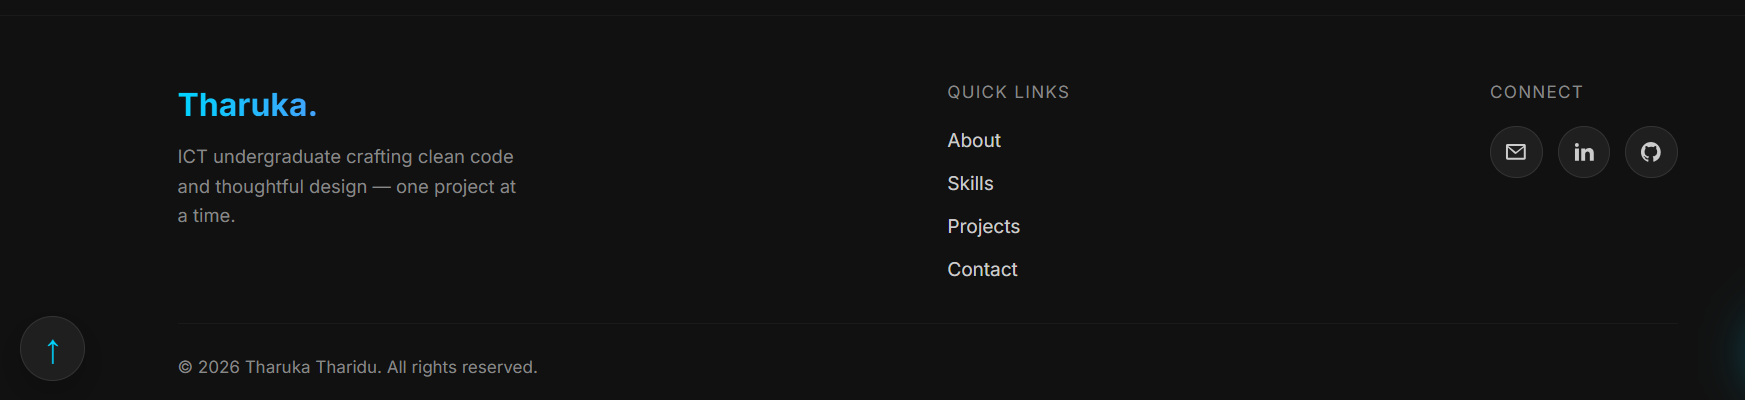 Tharuka.
ICT undergraduate crafting clean code
and thoughtful design — one project at
a time.
QUICK LINKS
About
Skills
Projects
Contact
CONNECT
in
↑
© 2026 Tharuka Tharidu. All rights reserved.